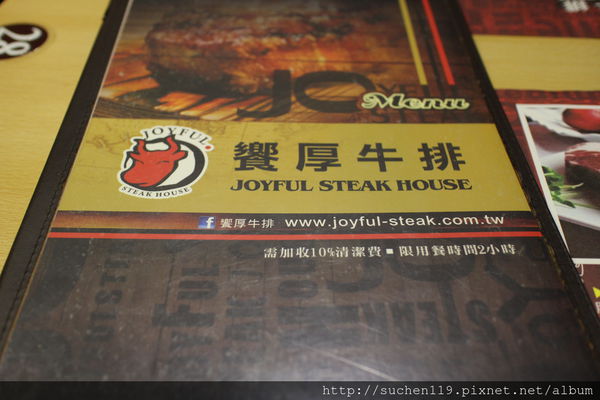 28
JO
Menu
JOYFUL
STEAK HOUSE
饗厚牛排
JOYFUL STEAK HOUSE
饗厚牛排 www.joyful-steak.com.tw
需加收10%清潔費 ■ 限用餐時間2小時
http://suchen119.pixnet.net/album